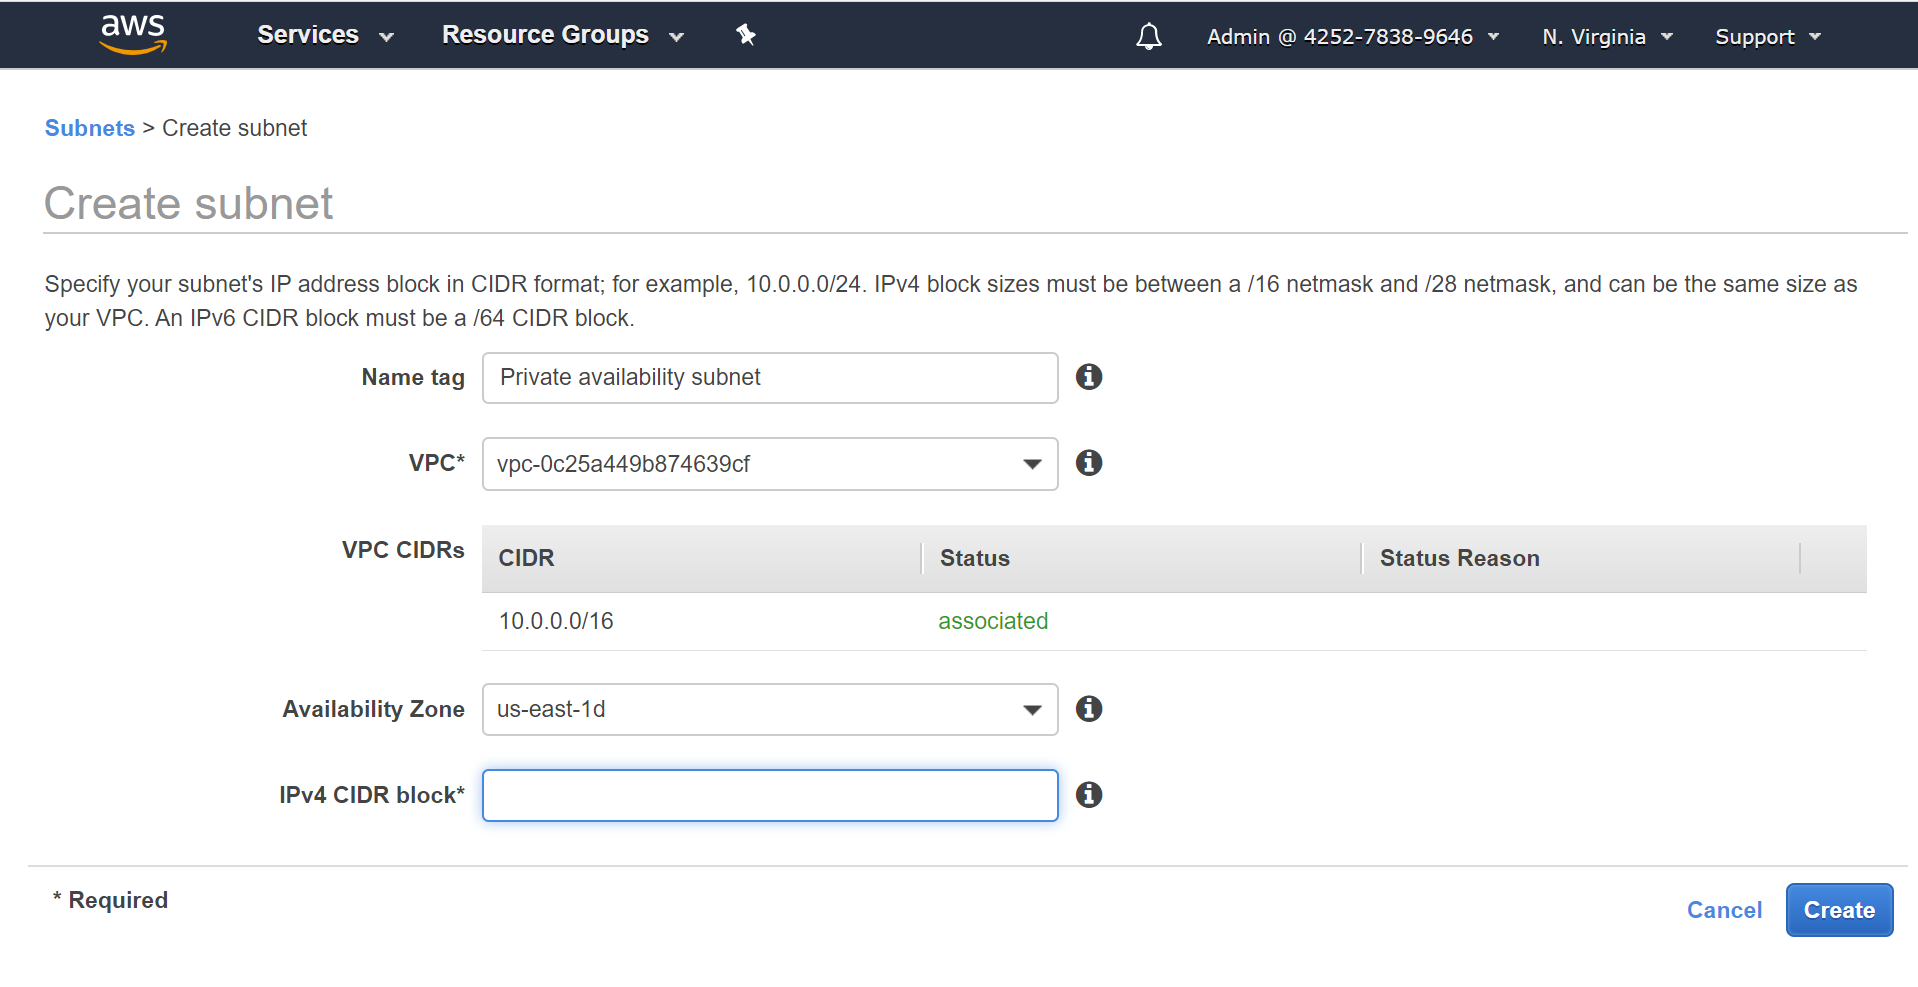 aws Services Resource Groups Admin @ 4252-7838-9646 N. Virginia Support
Subnets > Create subnet
Create subnet
Specify your subnet's IP address block in CIDR format; for example, 10.0.0.0/24. IPv4 block sizes must be between a /16 netmask and /28 netmask, and can be the same size as
your VPC. An IPv6 CIDR block must be a /64 CIDR block.
Name tag Private availability subnet
VPC* vpc-0c25a449b874639cf
VPC CIDRs CIDR Status Status Reason
10.0.0.0/16 associated
Availability Zone us-east-1d
IPv4 CIDR block*
* Required
Cancel Create